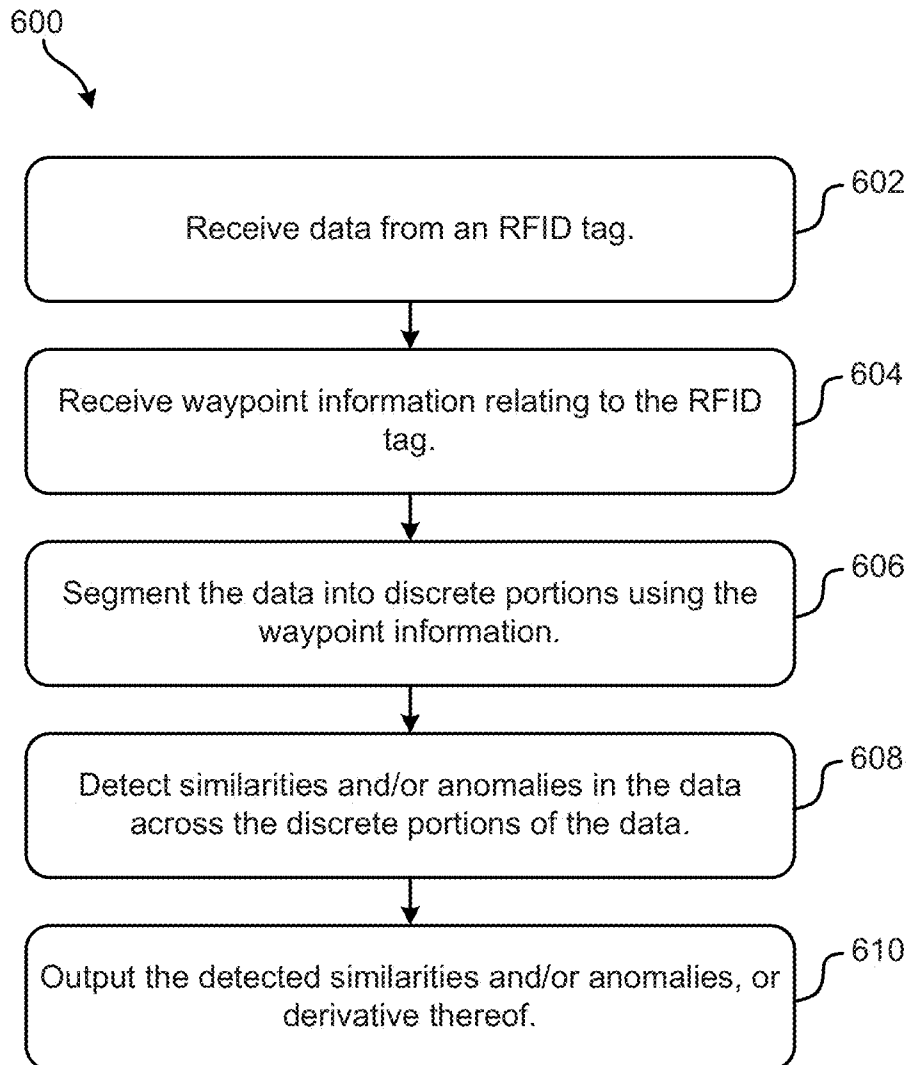 600
602
Receive data from an RFID tag.
604
Receive waypoint information relating to the RFID
tag.
606
Segment the data into discrete portions using the
waypoint information.
608
Detect similarities and/or anomalies in the data
across the discrete portions of the data.
610
Output the detected similarities and/or anomalies, or
derivative thereof.